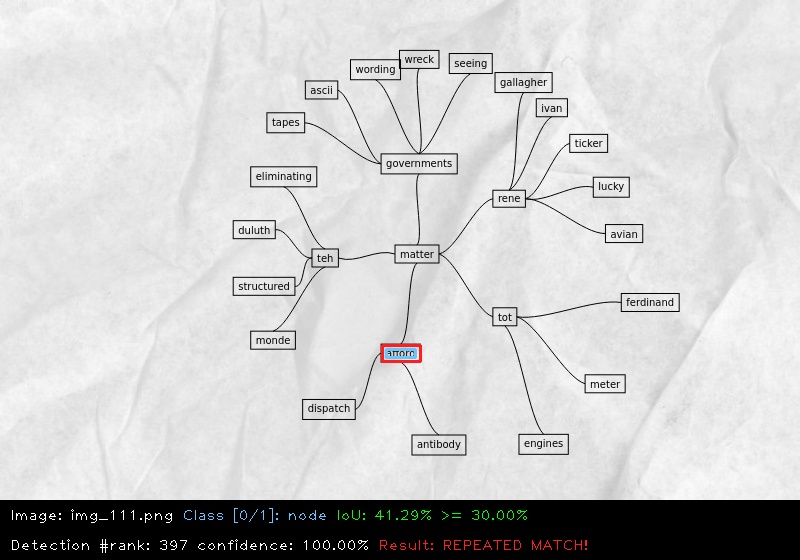 wreck
wording
seeing
gallagher
ascii
ivan
tapes
ticker
governments
eliminating
lucky
rene
duluth
avian
matter
teh
structured
ferdinand
tot
monde
meter
dispatch
antibody
engines
Image: img_111.png Class [0/1]: node IoU: 41.29% >= 30.00%
Detection #rank: 397 confidence: 100.00% Result: REPEATED MATCH!